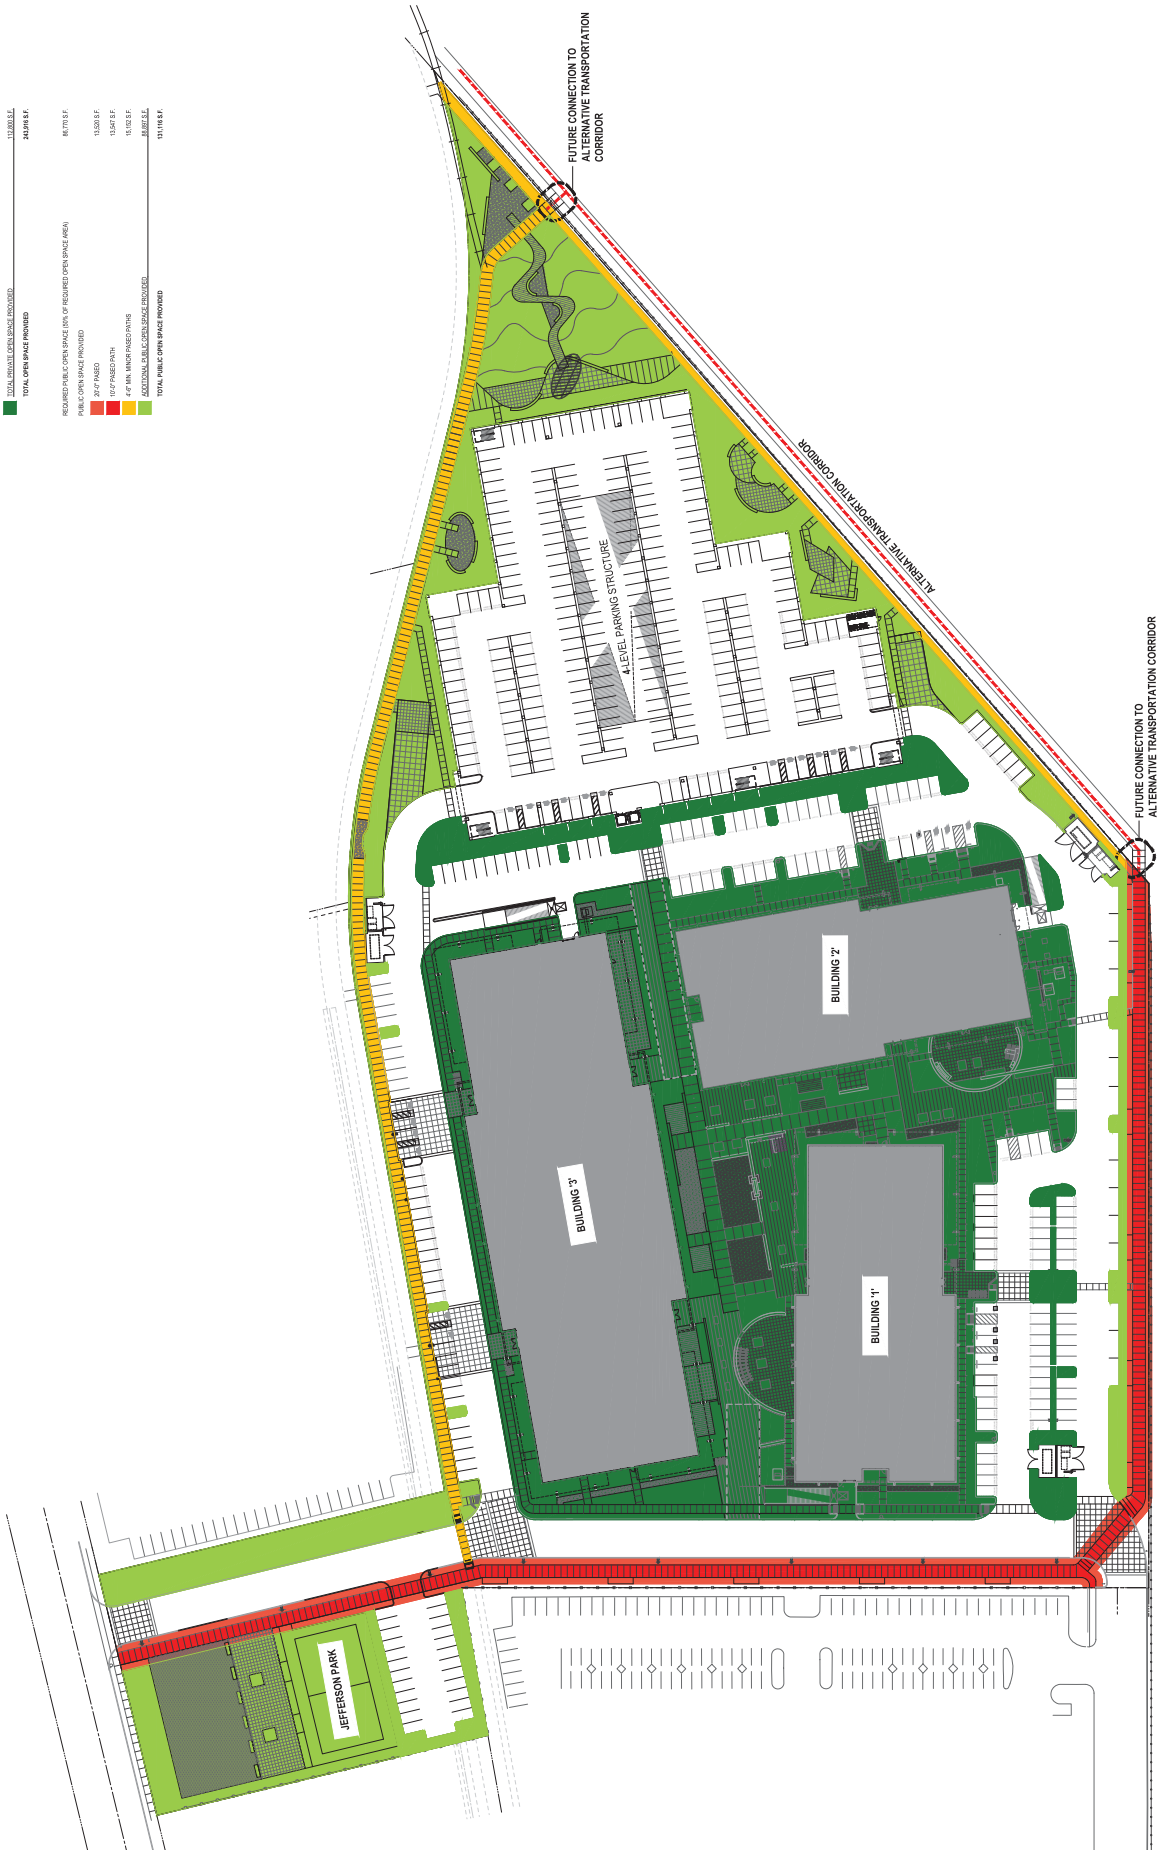 TOTAL PRIVATE OPEN SPACE PROVIDED 112,800 S.F.
TOTAL OPEN SPACE PROVIDED 243,916 S.F.
REQUIRED PUBLIC OPEN SPACE (50% OF REQUIRED OPEN SPACE AREA) 86,770 S.F.
PUBLIC OPEN SPACE PROVIDED
20'-0" PASEO 13,520 S.F.
10'-0" PASEO PATH 13,547 S.F.
4'-6" MIN. MINOR PASEO PATHS 15,152 S.F.
ADDITIONAL PUBLIC OPEN SPACE PROVIDED 88,897 S.F.
TOTAL PUBLIC OPEN SPACE PROVIDED 131,116 S.F.
FUTURE CONNECTION TO
ALTERNATIVE TRANSPORTATION
CORRIDOR
ALTERNATIVE TRANSPORTATION CORRIDOR
4-LEVEL PARKING STRUCTURE
FUTURE CONNECTION TO
ALTERNATIVE TRANSPORTATION CORRIDOR
BUILDING '2'
BUILDING '3'
BUILDING '1'
JEFFERSON PARK